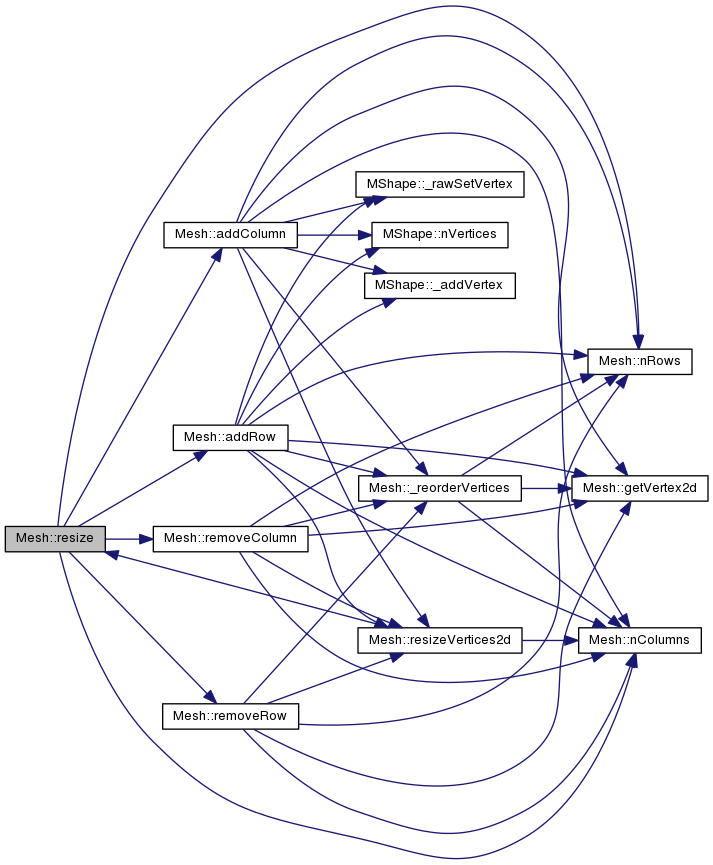 MShape::_rawSetVertex
Mesh::addColumn
MShape::nVertices
MShape::_addVertex
Mesh::nRows
Mesh::addRow
Mesh::_reorderVertices
Mesh::getVertex2d
Mesh::resize
Mesh::removeColumn
Mesh::resizeVertices2d
Mesh::nColumns
Mesh::removeRow